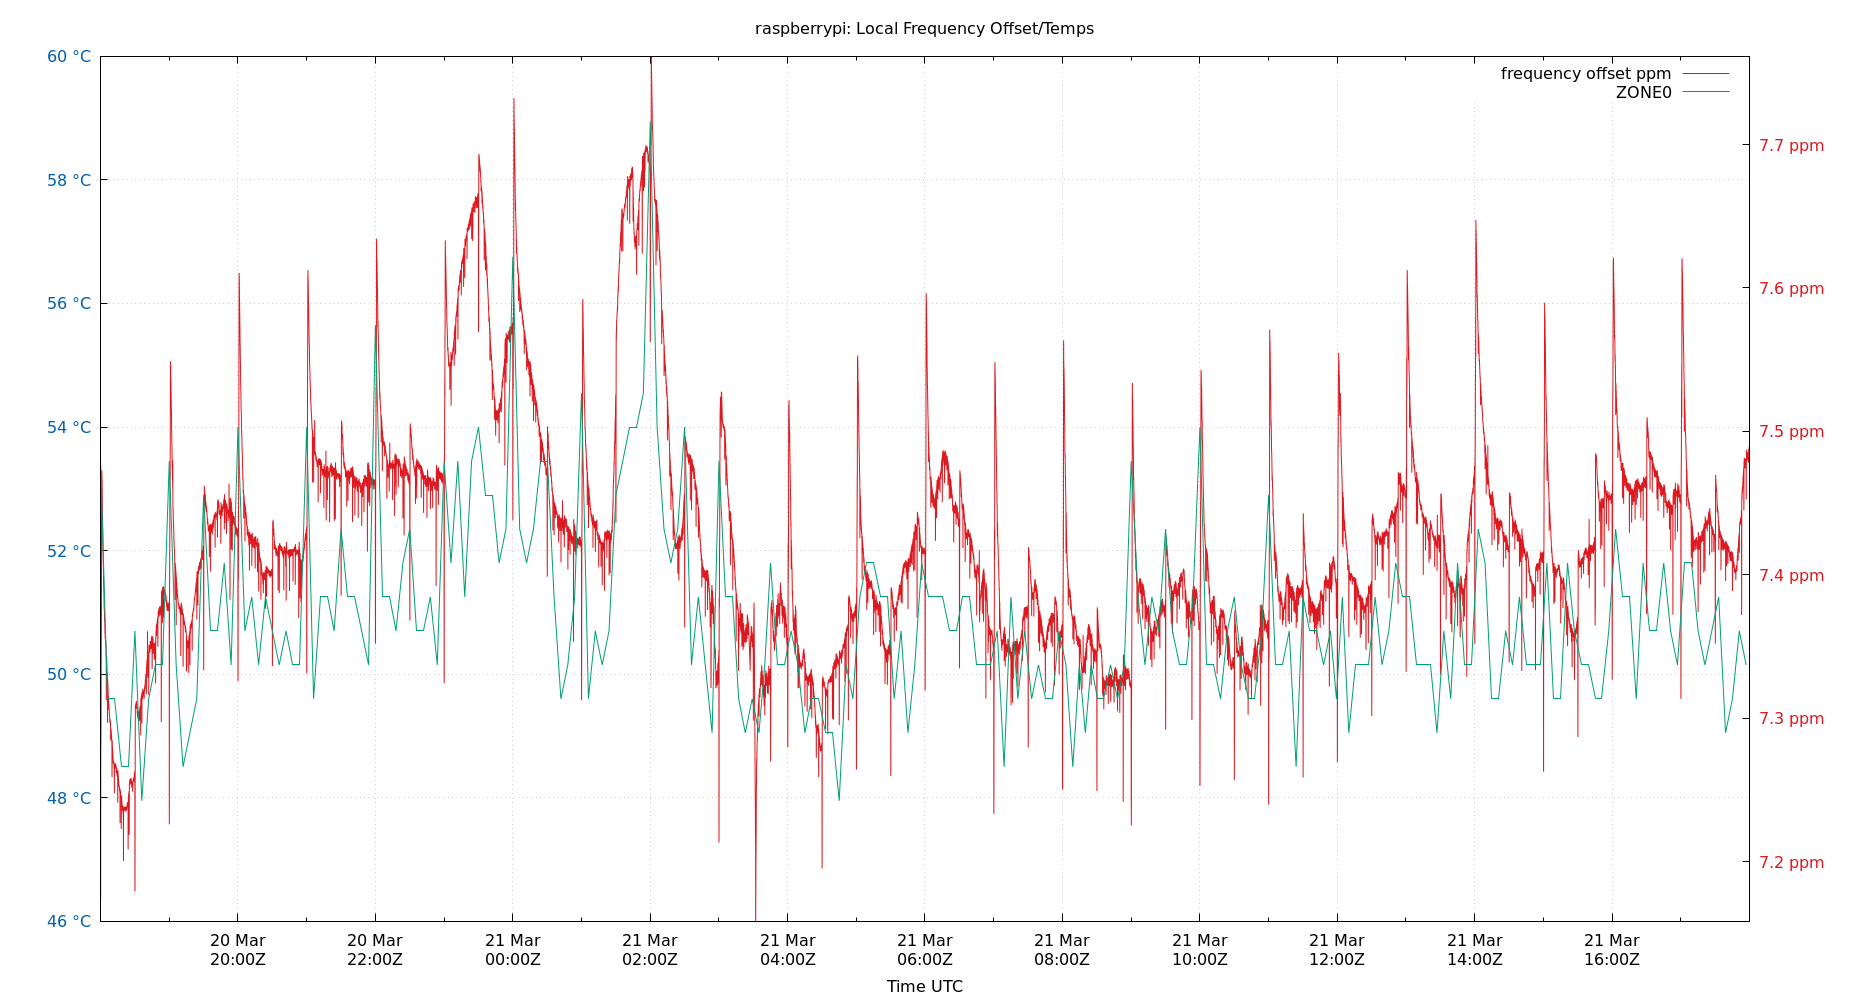 raspberrypi: Local Frequency Offset/Temps
60 °C
58 °C
56 °C
54 °C
52 °C
50 °C
48 °C
46 °C
frequency offset ppm
ZONE0
7.7 ppm
7.6 ppm
7.5 ppm
7.4 ppm
7.3 ppm
7.2 ppm
20 Mar
20:00Z
20 Mar
22:00Z
21 Mar
00:00Z
21 Mar
02:00Z
21 Mar
04:00Z
21 Mar
06:00Z
21 Mar
08:00Z
21 Mar
10:00Z
21 Mar
12:00Z
21 Mar
14:00Z
21 Mar
16:00Z
Time UTC